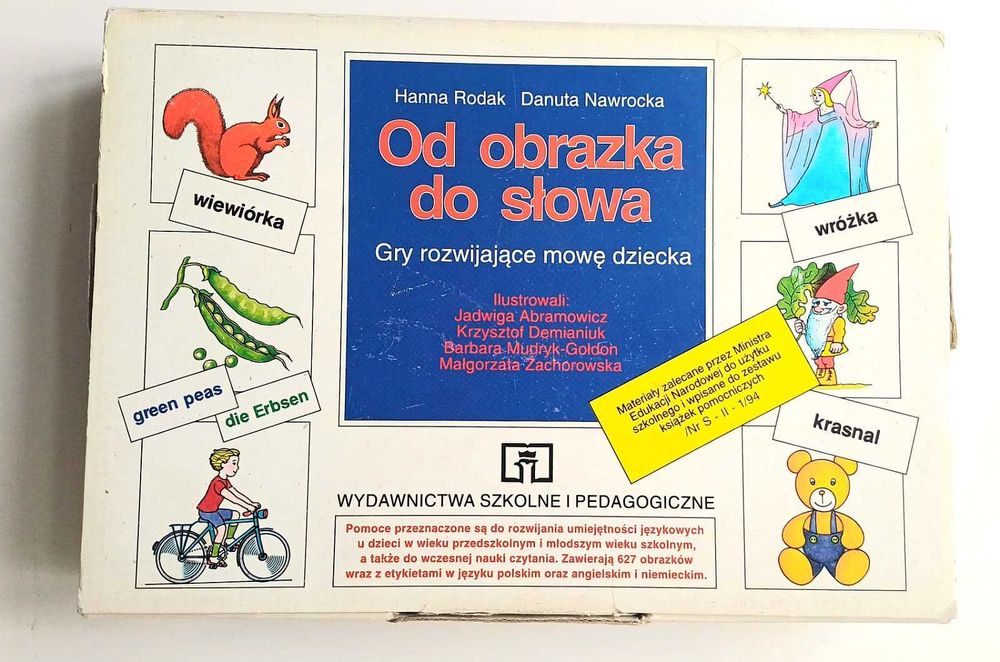 Hanna Rodak Danuta Nawrocka
Od obrazka
do słowa
Gry rozwijające mowę dziecka
Ilustrowali:
Jadwiga Abramowicz
Krzysztof Demianiuk
Barbara Mudryk-Gołdon
Małgorzata Zachorowska
wiewiórka
green peas
die Erbsen
wróżka
krasnal
Materiały zalecane przez Ministra
Edukacji Narodowej do użytku
szkolnego i wpisane do zestawu
książek pomocniczych
/Nr S - II - 1/94
WYDAWNICTWA SZKOLNE I PEDAGOGICZNE
Pomoce przeznaczone są do rozwijania umiejętności językowych
u dzieci w wieku przedszkolnym i młodszym wieku szkolnym,
a także do wczesnej nauki czytania. Zawierają 627 obrazków
wraz z etykietami w języku polskim oraz angielskim i niemieckim.